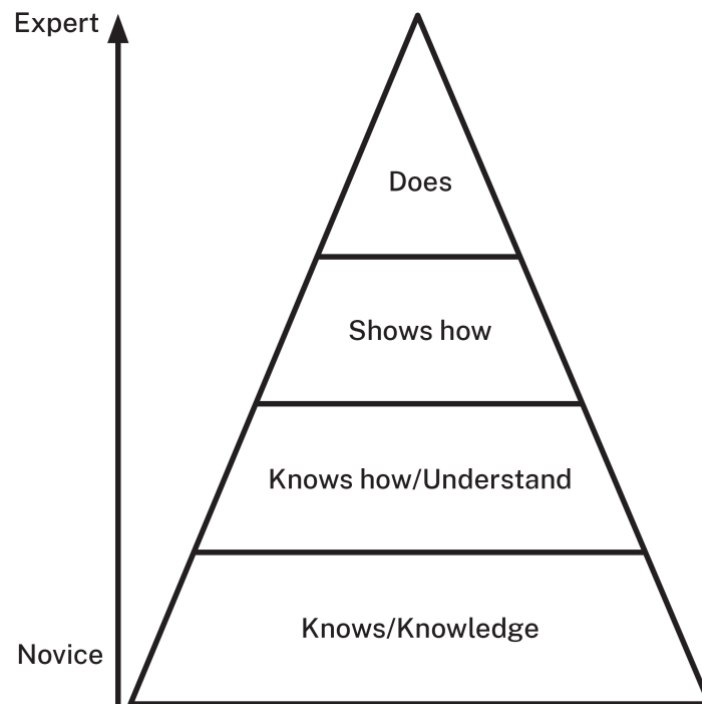 Expert
Does
Shows how
Knows how/Understand
Knows/Knowledge
Novice